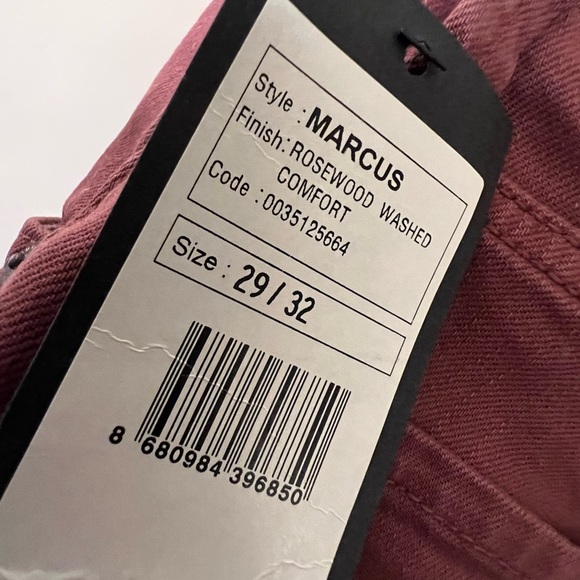 Style : MARCUS
Finish: ROSEWOOD WASHED
COMFORT
Code : 0035125664
Size : 29 / 32
8 680984 396850